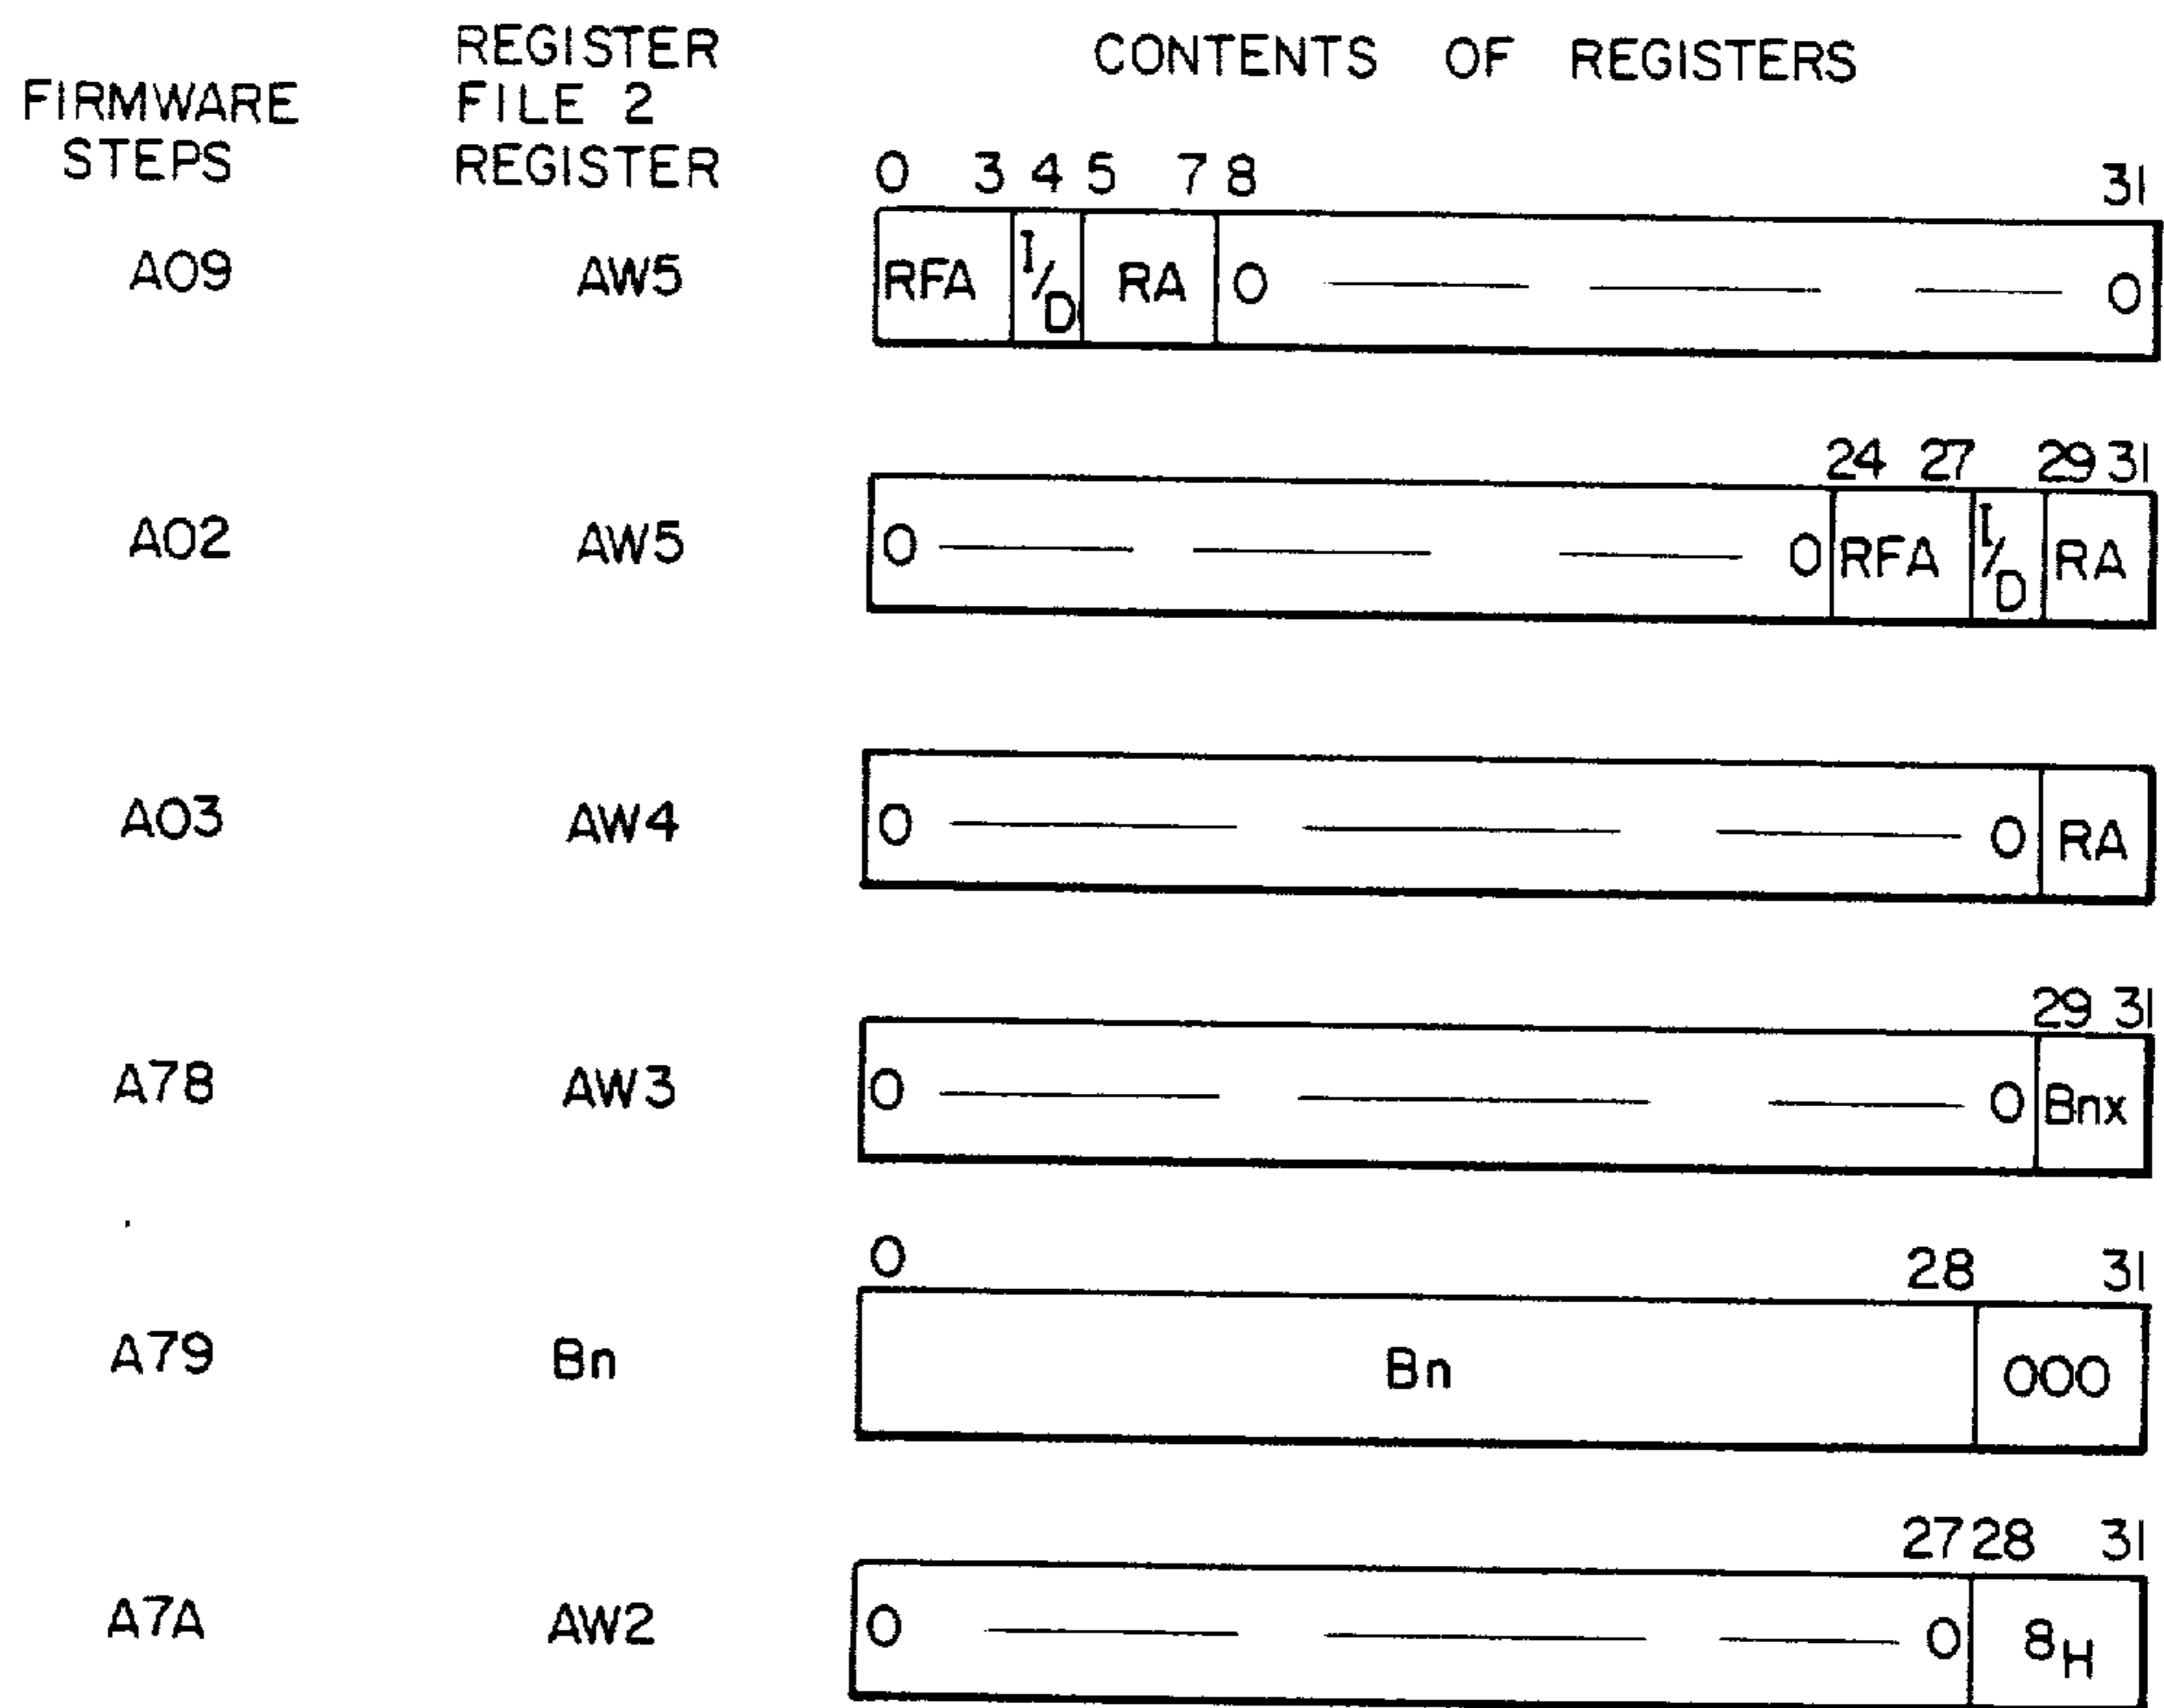 FIRMWARE STEPS
REGISTER FILE 2 REGISTER
CONTENTS OF REGISTERS
0 3 4 5 7 8 31
A09 AW5 RFA I/D RA 0 0
24 27 29 31
A02 AW5 0 0 RFA I/D RA
A03 AW4 0 0 RA
29 31
A78 AW3 0 0 Bnx
0 28 31
A79 Bn Bn 000
27 28 31
A7A AW2 0 0 8H